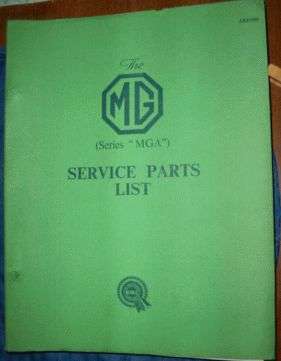 The
MG
(Series "MGA")
SERVICE PARTS
LIST